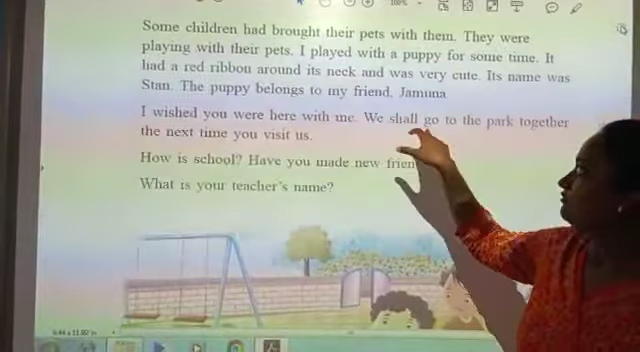 100%
Some children had brought their pets with them. They were
playing with their pets. I played with a puppy for some time. It
had a red ribbon around its neck and was very cute. Its name was
Stan. The puppy belongs to my friend, Jamuna
I wished you were here with me. We shall go to the park together
the next time you visit us.
How is school? Have you made new frien
What is your teacher's name?